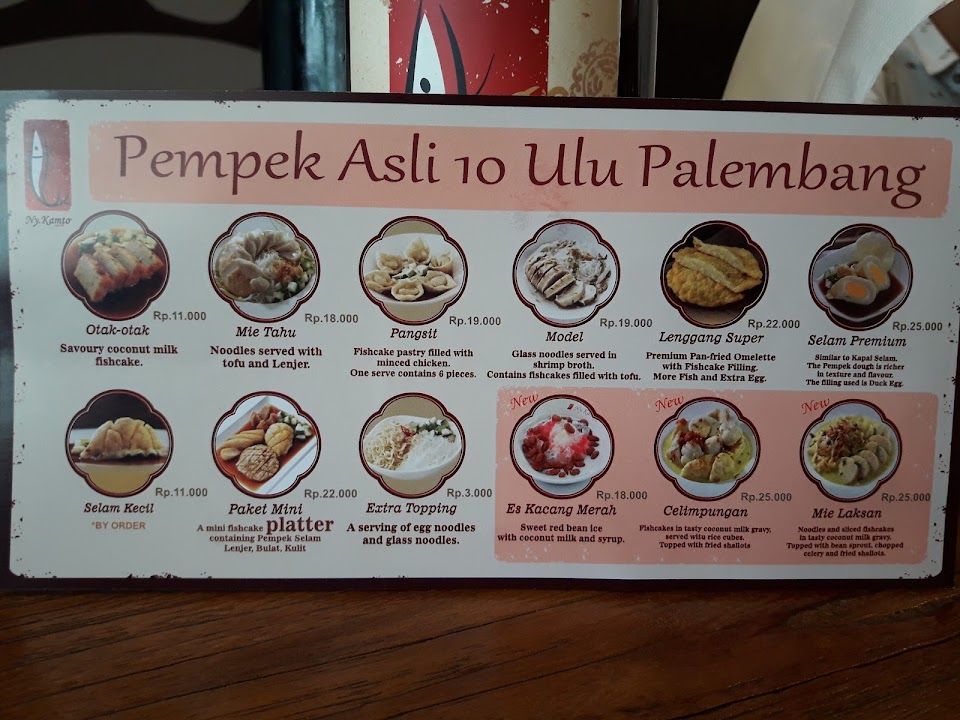 Pempek Asli 10 Ulu Palembang
Ny. Kamto
Rp.11.000
Otak-otak
Savoury coconut milk
fishcake.
Rp.18.000
Mie Tahu
Noodles served with
tofu and Lenjer.
Rp.19.000
Pangsit
Fishcake pastry filled with
minced chicken.
One serve contains 6 pieces.
Rp.19.000
Model
Glass noodles served in
shrimp broth.
Contains fishcakes filled with tofu.
Rp.22.000
Lenggang Super
Premium Pan-fried Omelette
with Fishcake Filling.
More Fish and Extra Egg.
Rp.25.000
Selam Premium
Similar to Kapal Selam.
The Pempek dough is richer
in texture and flavour.
The filling used is Duck Egg.
Rp.11.000
Selam Kecil
*BY ORDER
Rp.22.000
Paket Mini
A mini fishcake platter
containing Pempek Selam
Lenjer, Bulat, Kulit
Rp.3.000
Extra Topping
A serving of egg noodles
and glass noodles.
New
Rp.18.000
Es Kacang Merah
Sweet red bean ice
with coconut milk and syrup.
New
Rp.25.000
Celimpungan
Fishcakes in tasty coconut milk gravy,
served witu rice cubes.
Topped with fried shallots
New
Rp.25.000
Mie Laksan
Noodles and sliced fishcakes
in tasty coconut milk gravy.
Topped with bean sprout, chopped
celery and fried shallots.